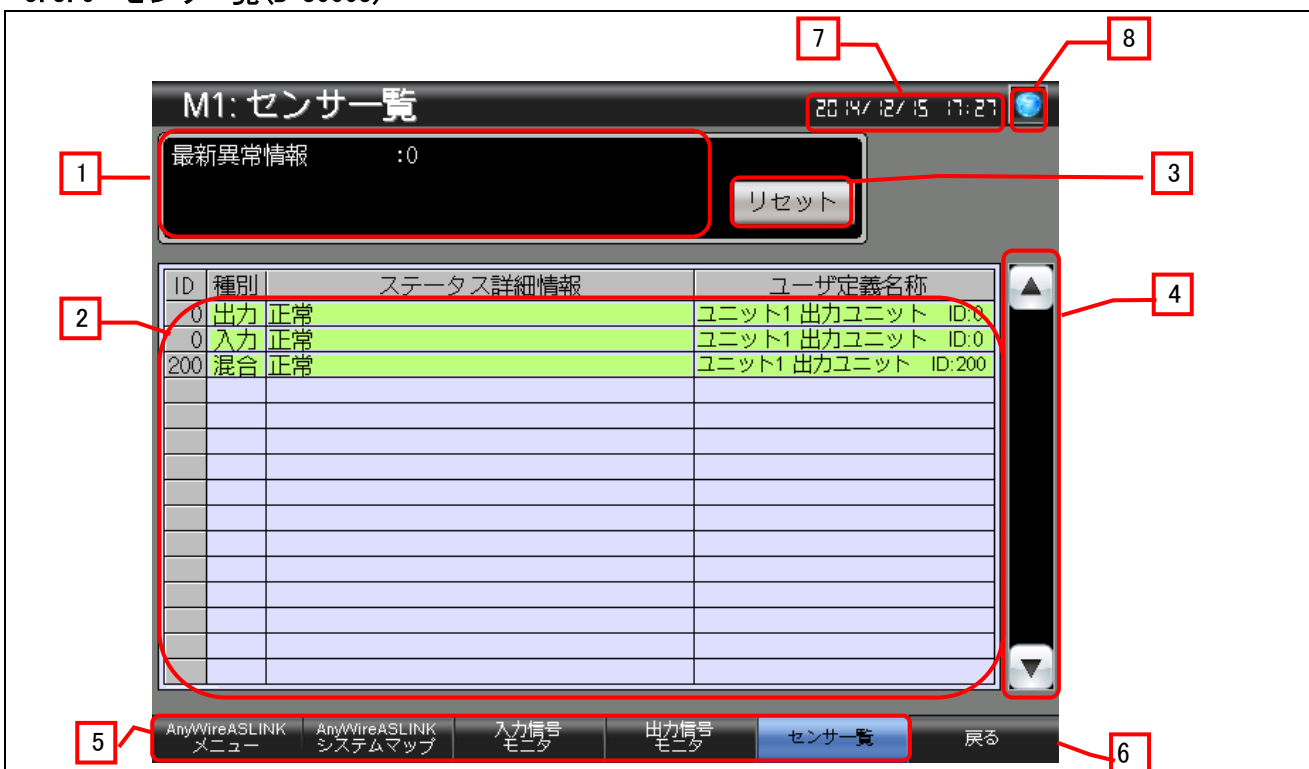 7
8
M1: センサ一覧
2014/12/15 17:27
1
最新異常情報 :0
3
リセット
ID 種別 ステータス詳細情報 ユーザ定義名称
4
2
0 出力 正常 ユニット1 出力ユニット ID:0
0 入力 正常 ユニット1 出力ユニット ID:0
200 混合 正常 ユニット1 出力ユニット ID:200
▲
▼
5
AnyWireASLINK
メニュー
AnyWireASLINK
システムマップ
入力信号
モニタ
出力信号
モニタ
センサ一覧
戻る
6